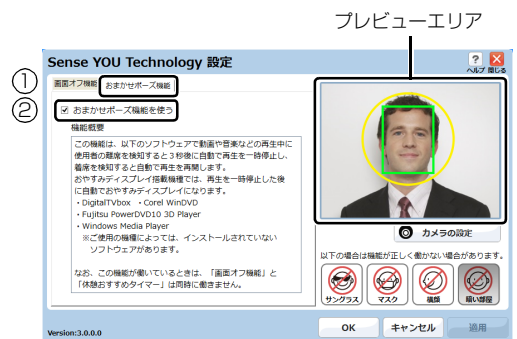 プレビューエリア
Sense YOU Technology 設定
ヘルプ 閉じる
① 画面オフ機能 おまかせポーズ機能
② おまかせポーズ機能を使う
機能概要
この機能は、以下のソフトウェアで動画や音楽などの再生中に
使用者の離席を検知すると3秒後に自動で再生を一時停止し、
着席を検知すると自動で再生を再開します。
おやすみディスプレイ搭載機種では、再生を一時停止した後
に自動でおやすみディスプレイになります。
・DigitalTVbox ・Corel WinDVD
・Fujitsu PowerDVD10 3D Player
・Windows Media Player
※ご使用の機種によっては、インストールされていない
ソフトウェアがあります。
なお、この機能が働いているときは、「画面オフ機能」と
「休憩おすすめタイマー」は同時に働きません。
カメラの設定
以下の場合は機能が正しく働かない場合があります。
サングラス マスク 横顔 暗い部屋
Version:3.0.0.0
OK キャンセル 適用